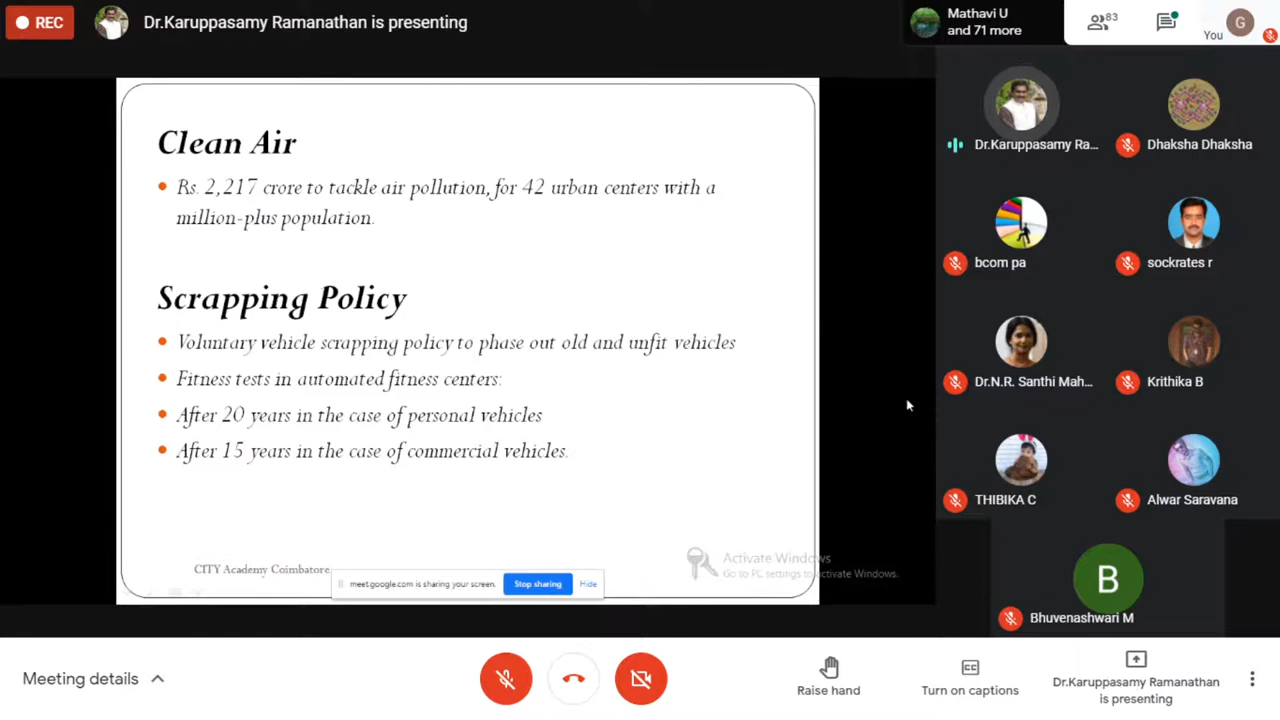 REC
Dr.Karuppasamy Ramanathan is presenting
Mathavi U
and 71 more
83
G
You
Clean Air
Rs. 2,217 crore to tackle air pollution, for 42 urban centers with a
million-plus population.
Scrapping Policy
Voluntary vehicle scrapping policy to phase out old and unfit vehicles
Fitness tests in automated fitness centers:
After 20 years in the case of personal vehicles
After 15 years in the case of commercial vehicles.
CITY Academy Coimbatore.
meet.google.com is sharing your screen.
Stop sharing
Hide
Activate Windows
Go to PC settings to activate Windows.
Dr.Karuppasamy Ra...
Dhaksha Dhaksha
bcom pa
sockrates r
Dr.N.R. Santhi Mah...
Krithika B
THIBIKA C
Alwar Saravana
B
Bhuvenashwari M
Meeting details
Raise hand
CC
Turn on captions
Dr.Karuppasamy Ramanathan
is presenting